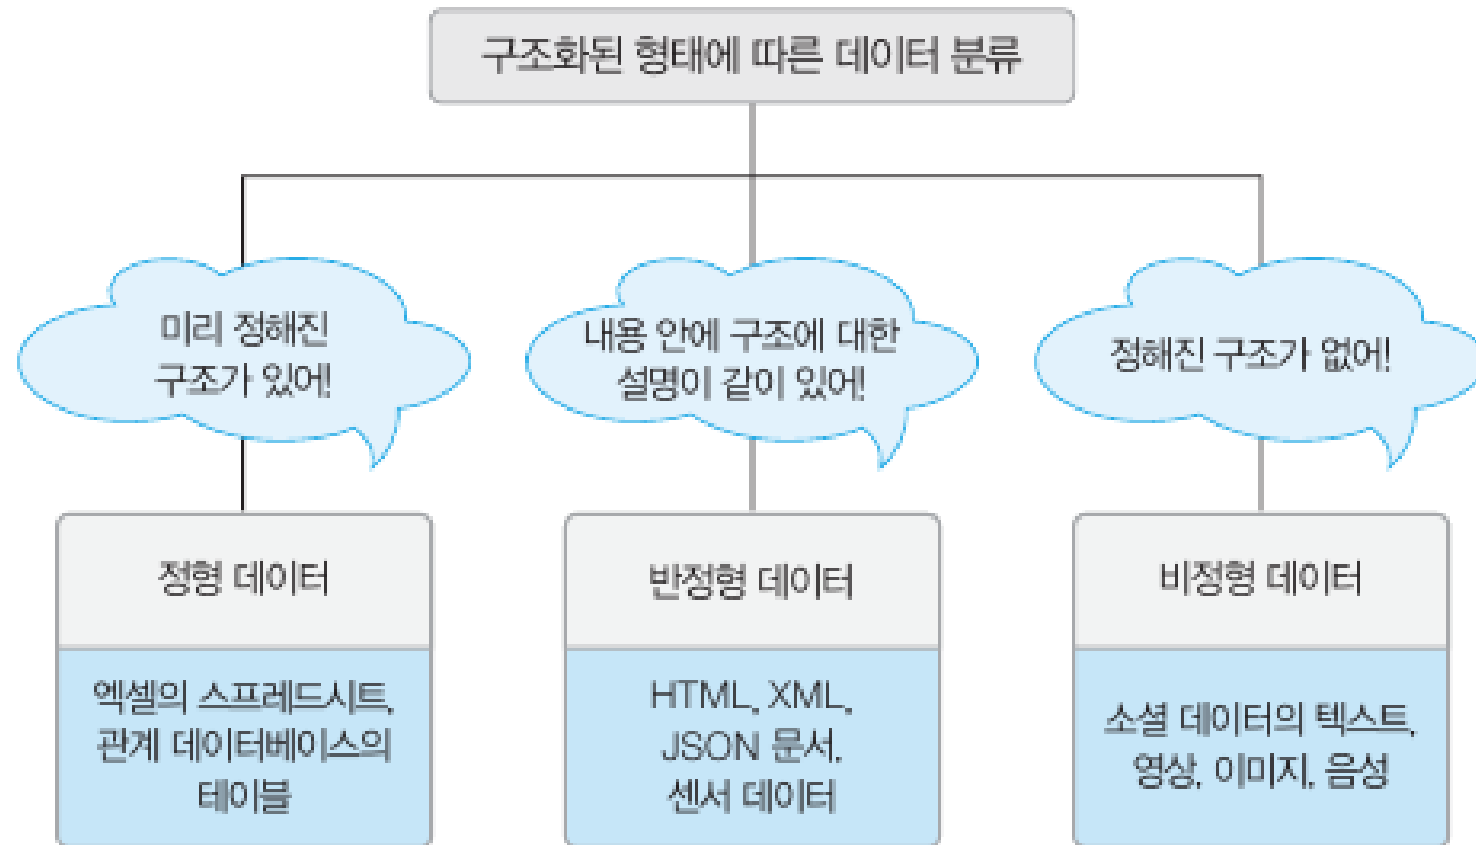 구조화된 형태에 따른 데이터 분류
미리 정해진
구조가 있어!
내용 안에 구조에 대한
설명이 같이 있어!
정해진 구조가 없어!
정형 데이터
반정형 데이터
비정형 데이터
엑셀의 스프레드시트,
관계 데이터베이스의
테이블
HTML, XML,
JSON 문서,
센서 데이터
소셜 데이터의 텍스트,
영상, 이미지, 음성